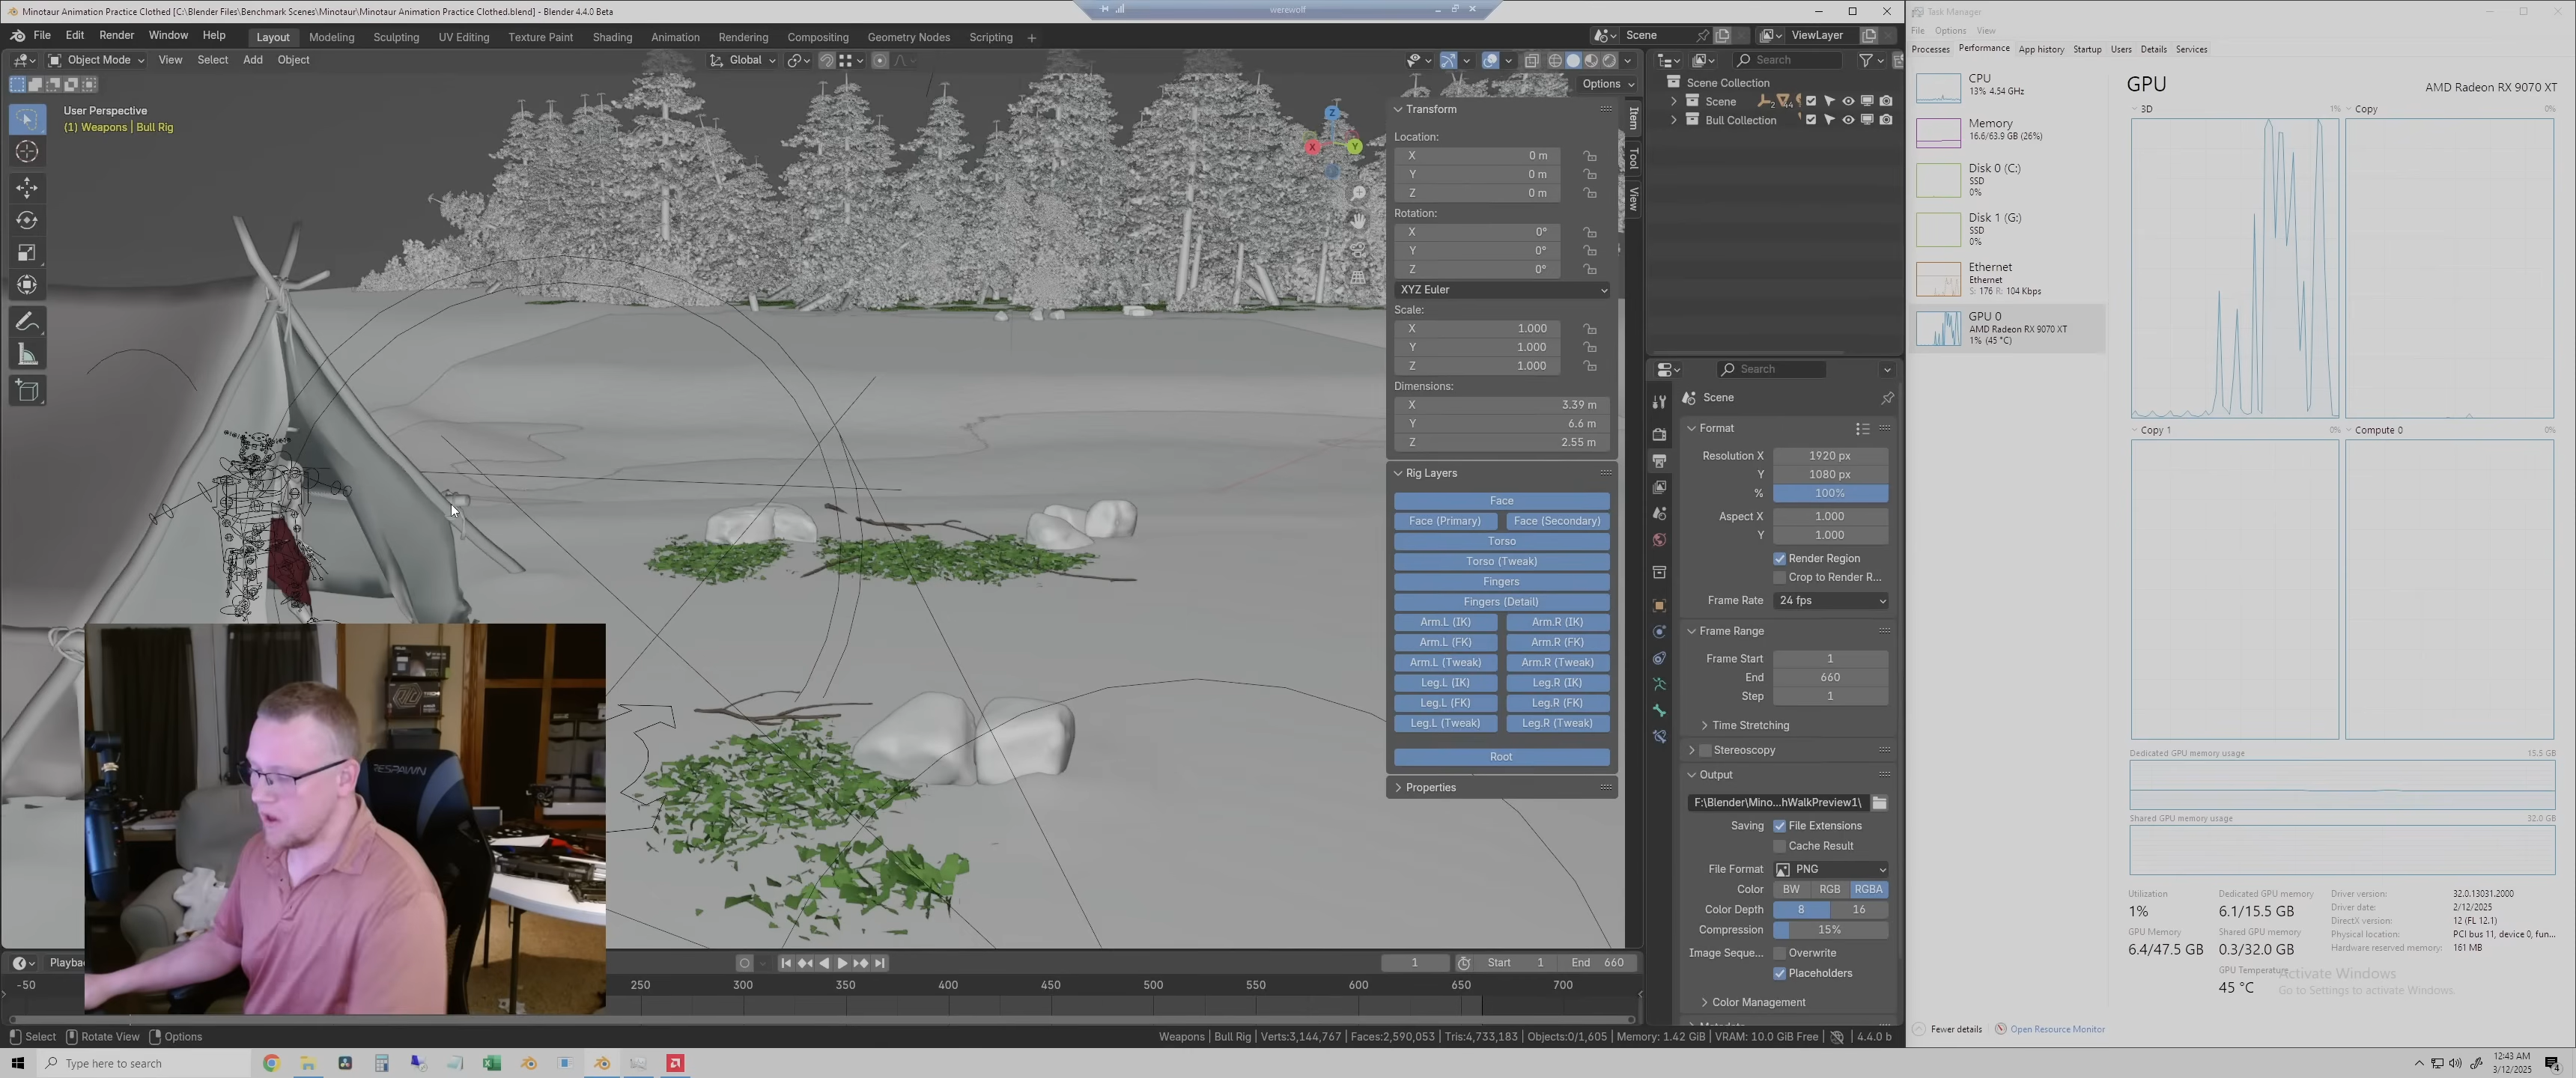 Minotaur Animation Practice Clothed [C:\Blender Files\Benchmark Scenes\Minotaur\Minotaur Animation Practice Clothed.blend] - Blender 4.4.0 Beta
werewolf
File Edit Render Window Help
Layout Modeling Sculpting UV Editing Texture Paint Shading Animation Rendering Compositing Geometry Nodes Scripting +
Scene
ViewLayer
Object Mode View Select Add Object
Global
Options
User Perspective
(1) Weapons | Bull Rig
Z
X
Y
Item
Tool
View
Transform
Location:
X 0 m
Y 0 m
Z 0 m
Rotation:
X 0°
Y 0°
Z 0°
XYZ Euler
Scale:
X 1.000
Y 1.000
Z 1.000
Dimensions:
X 3.39 m
Y 6.6 m
Z 2.55 m
Rig Layers
Face
Face (Primary) Face (Secondary)
Torso
Torso (Tweak)
Fingers
Fingers (Detail)
Arm.L (IK) Arm.R (IK)
Arm.L (FK) Arm.R (FK)
Arm.L (Tweak) Arm.R (Tweak)
Leg.L (IK) Leg.R (IK)
Leg.L (FK) Leg.R (FK)
Leg.L (Tweak) Leg.R (Tweak)
Root
Properties
RESPAWN
Search
Scene Collection
Scene
Bull Collection
Search
Scene
Format
Resolution X 1920 px
Y 1080 px
% 100%
Aspect X 1.000
Y 1.000
Render Region
Crop to Render R...
Frame Rate 24 fps
Frame Range
Frame Start 1
End 660
Step 1
Time Stretching
Stereoscopy
Output
F:\Blender\Mino...hWalkPreview1\
Saving File Extensions
Cache Result
File Format PNG
Color BW RGB RGBA
Color Depth 8 16
Compression 15%
Image Seque... Overwrite
Placeholders
Color Management
Playba
1 Start 1 End 660
-50 250 300 350 400 450 500 550 600 650 700
Select Rotate View Options
Weapons | Bull Rig | Verts:3,144,767 | Faces:2,590,053 | Tris:4,733,183 | Objects:0/1,605 | Memory: 1.42 GiB | VRAM: 10.0 GiB Free | 4.4.0 b
Task Manager
File Options View
Processes Performance App history Startup Users Details Services
CPU
13% 4.54 GHz
Memory
16.6/63.9 GB (26%)
Disk 0 (C:)
SSD
0%
Disk 1 (G:)
SSD
0%
Ethernet
Ethernet
S: 176 R: 104 Kbps
GPU 0
AMD Radeon RX 9070 XT
1% (45 °C)
GPU AMD Radeon RX 9070 XT
3D 1% Copy 0%
Copy 1 0% Compute 0 0%
Dedicated GPU memory usage 15.5 GB
Shared GPU memory usage 32.0 GB
Utilization
1%
Dedicated GPU memory
6.1/15.5 GB
GPU Memory
6.4/47.5 GB
Shared GPU memory
0.3/32.0 GB
GPU Temperature
45 °C
Driver version: 32.0.13031.2000
Driver date: 2/12/2025
DirectX version: 12 (FL 12.1)
Physical location: PCI bus 11, device 0, fun...
Hardware reserved memory: 161 MB
Activate Windows
Go to Settings to activate Windows.
Fewer details Open Resource Monitor
Type here to search
12:43 AM
3/12/2025
4